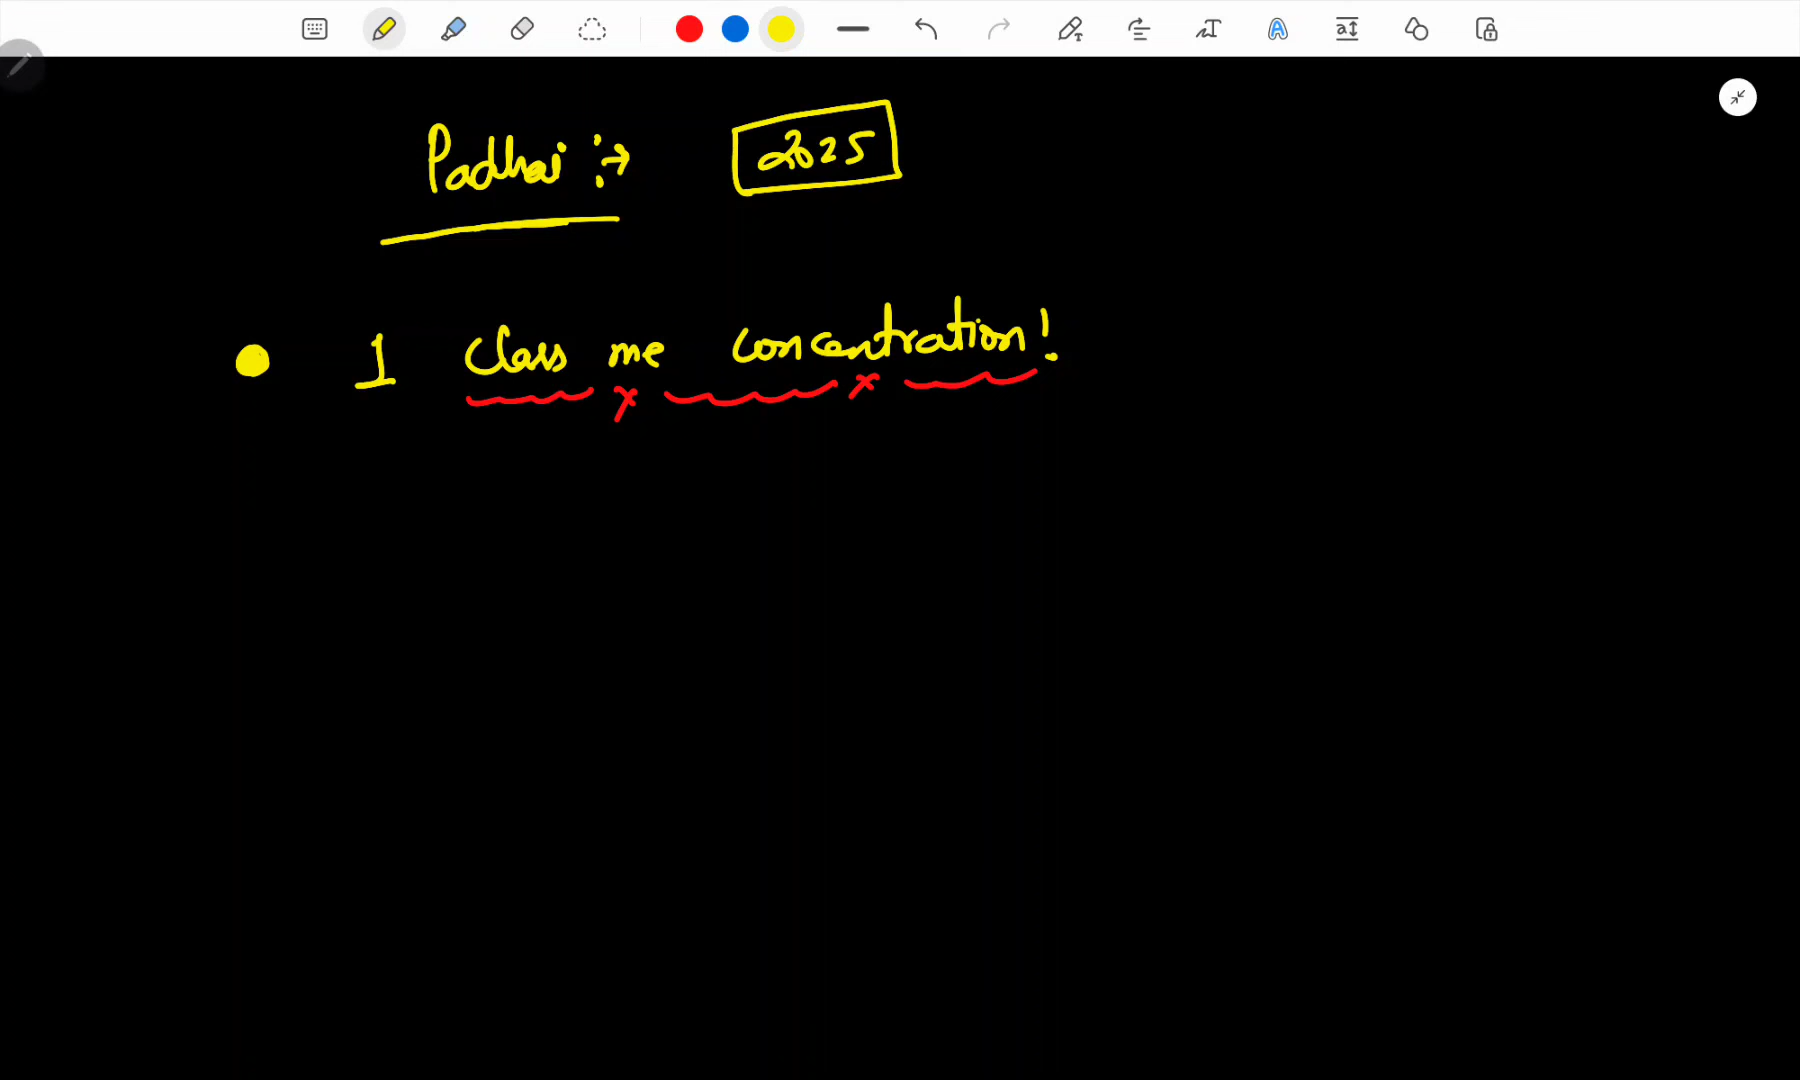 Padhai :→ 2025
1 Class me concentration!
x x